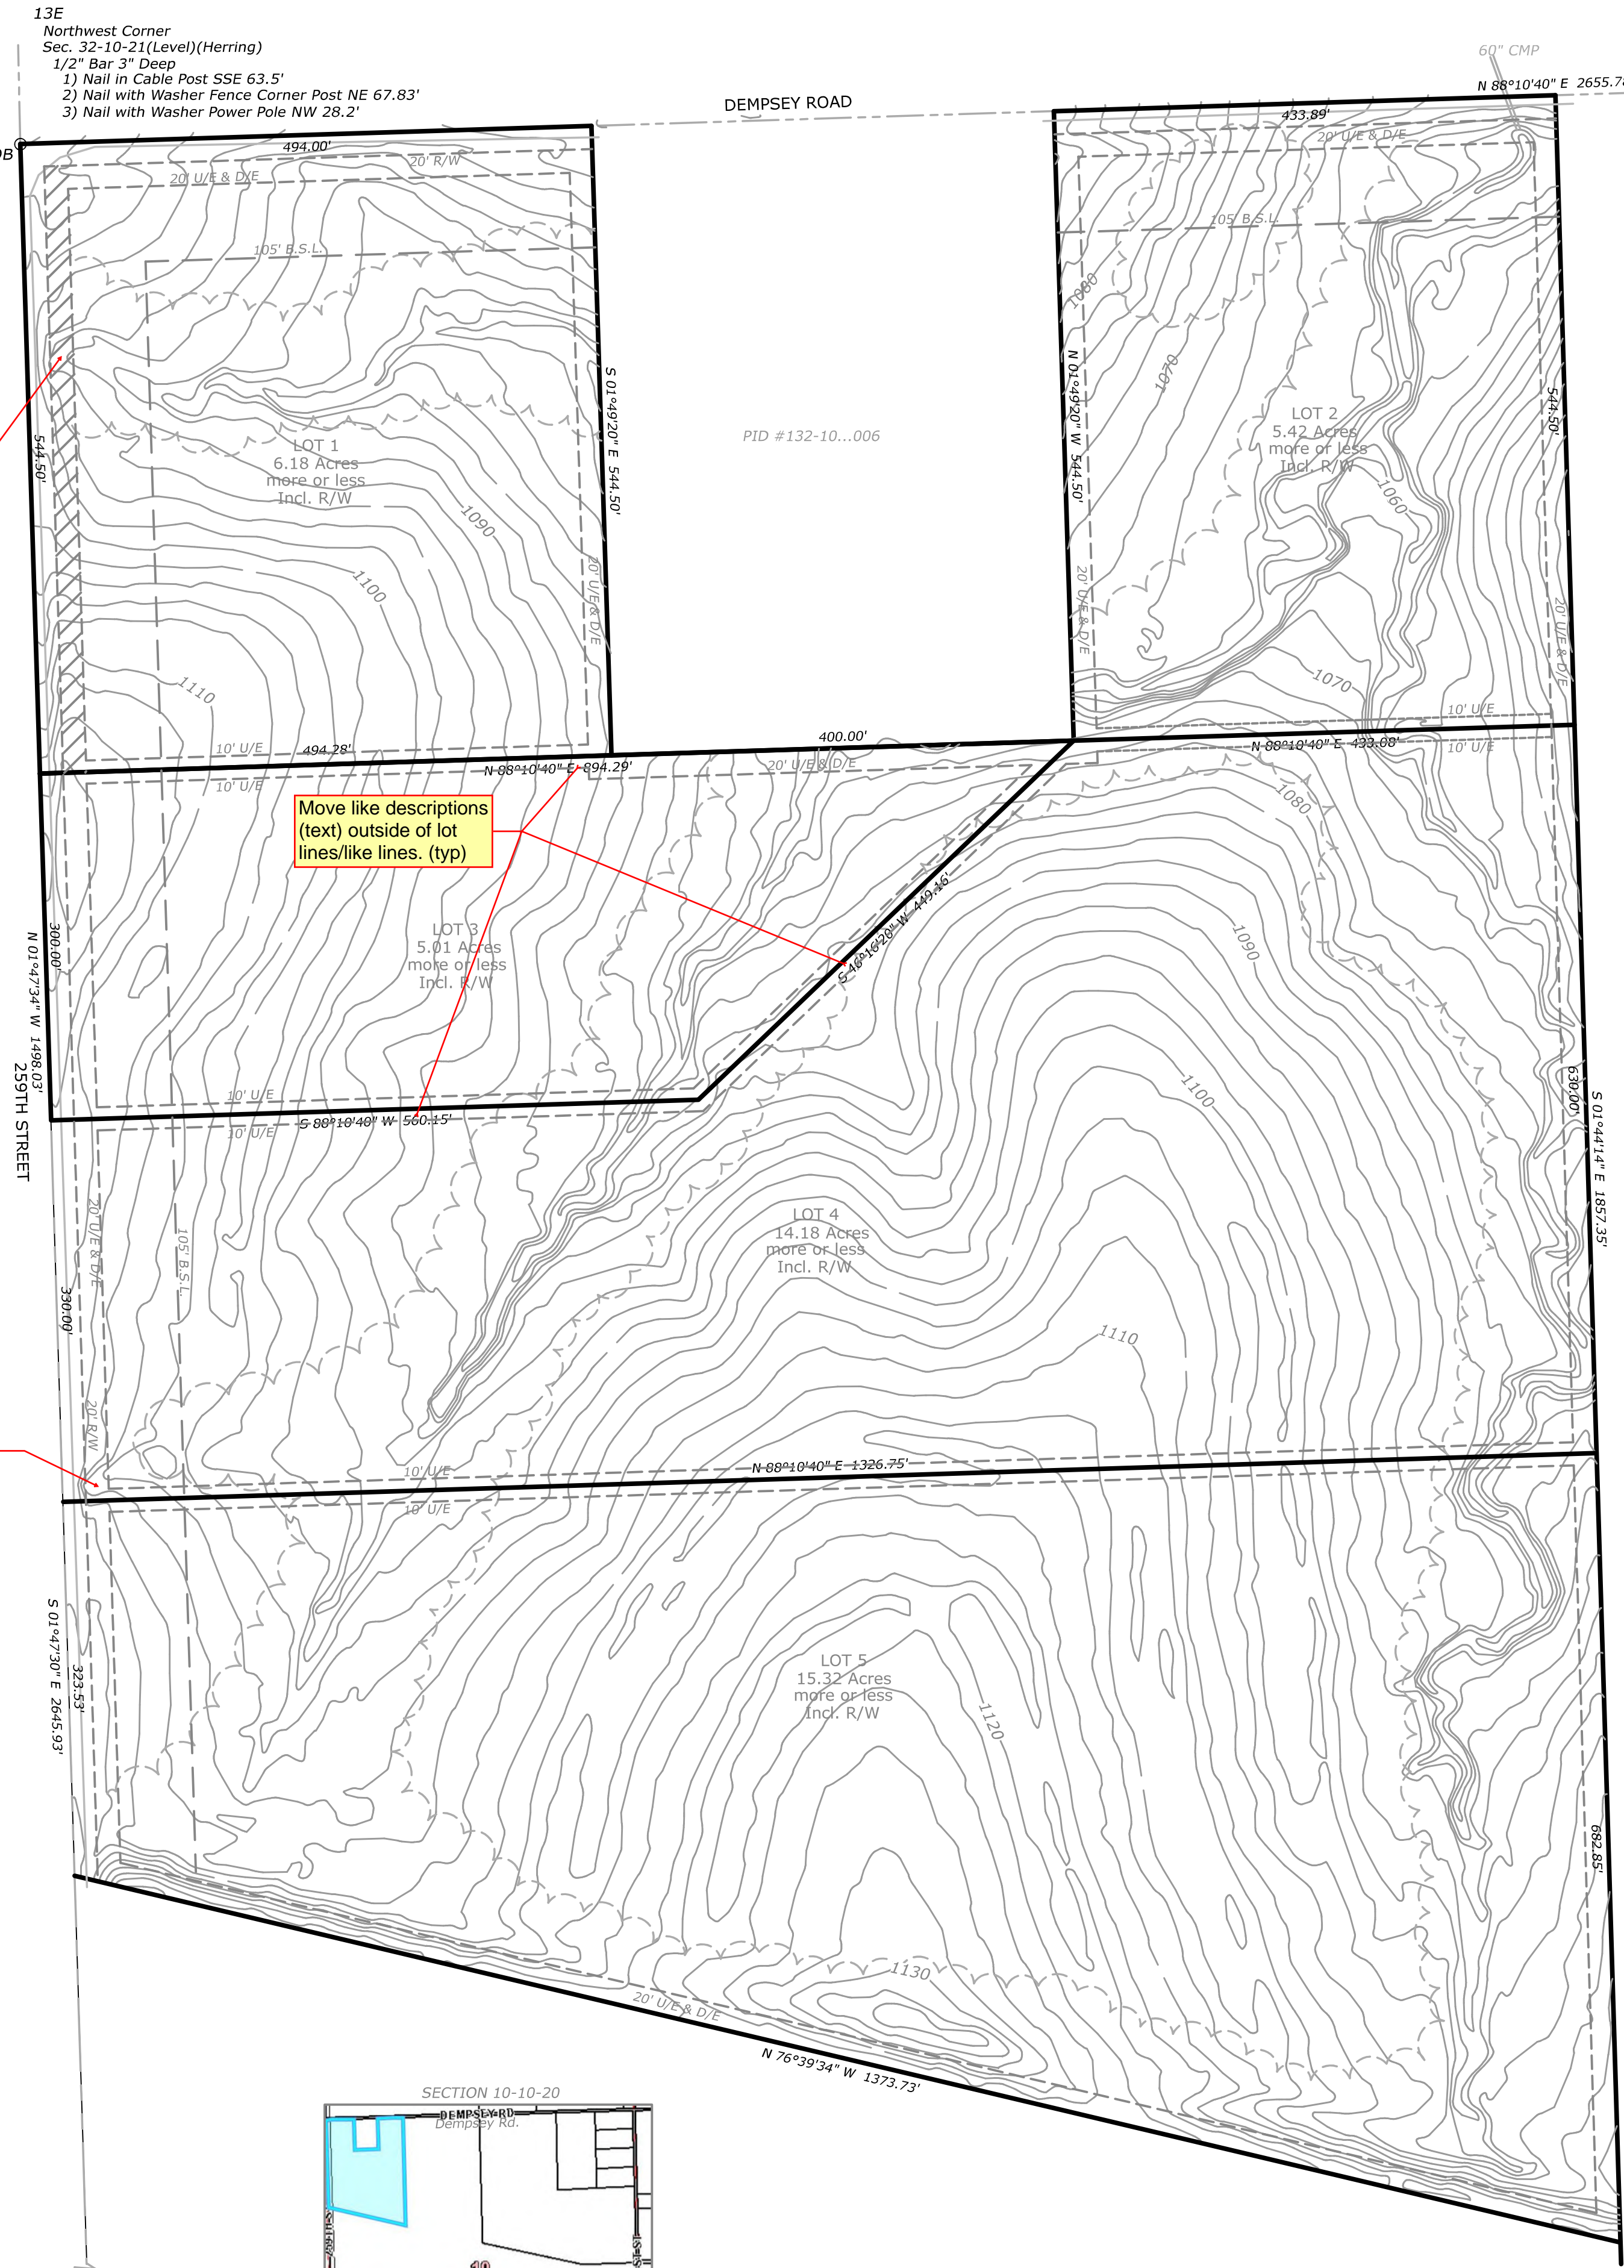 13E
Northwest Corner
Sec. 32-10-21(Level)(Herring)
1/2" Bar 3" Deep
1) Nail in Cable Post SSE 63.5'
2) Nail with Washer Fence Corner Post NE 67.83'
3) Nail with Washer Power Pole NW 28.2'
60" CMP
N 88°10'40" E 2655.78
DEMPSEY ROAD
494.00'
433.89'
20' R/W
20' U/E & D/E
20' U/E & D/E
105' B.S.L.
105' B.S.L.
1080
1070
544.50'
S 01°49'20" E 544.50'
N 01°49'20" W 544.50'
544.50'
PID #132-10...006
LOT 1
6.18 Acres
more or less
Incl. R/W
LOT 2
5.42 Acres
more or less
Incl. R/W
1090
1060
1100
20' U/E & D/E
20' U/E & D/E
20' U/E & D/E
1110
1070
10' U/E
494.28'
400.00'
10' U/E
N 88°10'40" E 894.29'
20' U/E & D/E
N 88°10'40" E 433.68'
10' U/E
10' U/E
Move like descriptions
(text) outside of lot
lines/like lines. (typ)
1080
S 46°16'20" W 449.16'
300.00'
N 01°47'34" W 1498.03'
LOT 3
5.01 Acres
more or less
Incl. R/W
1090
259TH STREET
10' U/E
S 88°10'40" W 560.15'
10' U/E
1100
630.00'
S 01°44'14" E 1857.35'
20' U/E & D/E
105' B.S.L.
LOT 4
14.18 Acres
more or less
Incl. R/W
330.00'
1110
20' R/W
10' U/E
N 88°10'40" E 1326.75'
10' U/E
S 01°47'30" E 2645.93'
323.53'
LOT 5
15.32 Acres
more or less
Incl. R/W
1120
682.85'
1130
20' U/E & D/E
N 76°39'34" W 1373.73'
SECTION 10-10-20
DEMPSEY RD
Dempsey Rd.